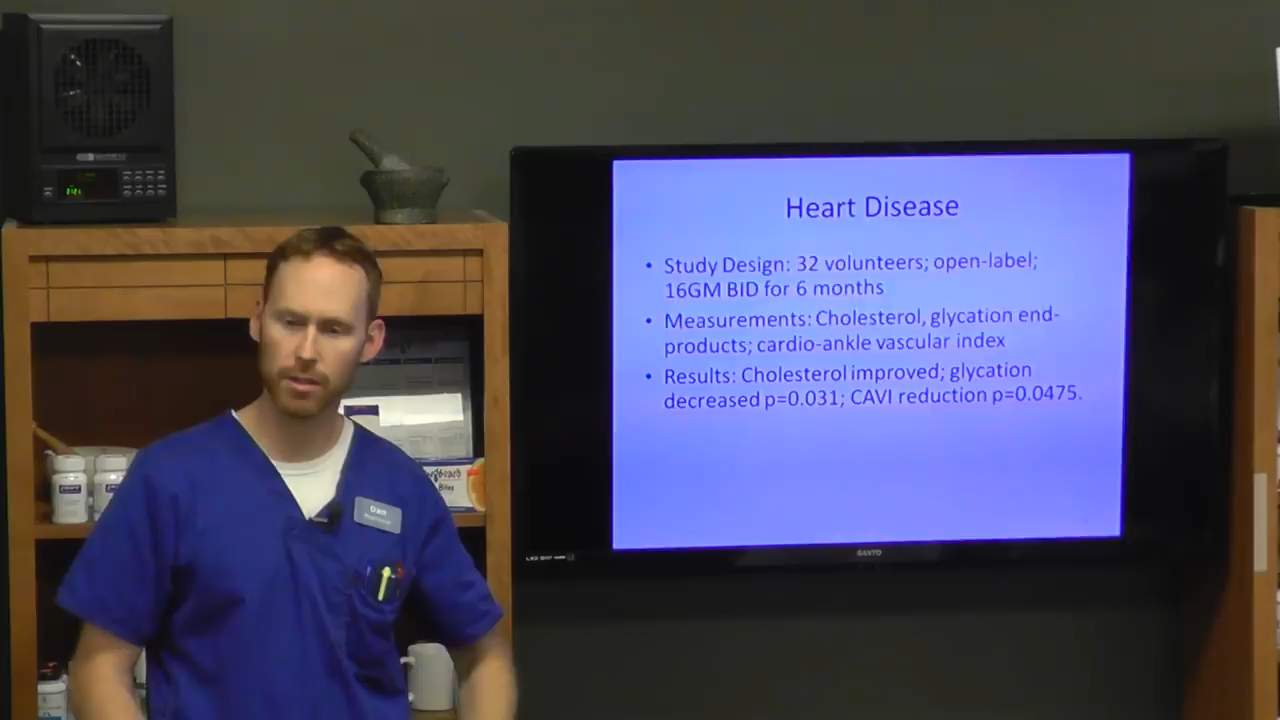 Heart Disease
• Study Design: 32 volunteers; open-label;
16GM BID for 6 months
• Measurements: Cholesterol, glycation end-
products; cardio-ankle vascular index
• Results: Cholesterol improved; glycation
decreased p=0.031; CAVI reduction p=0.0475.
Dan
Bites
SANYO